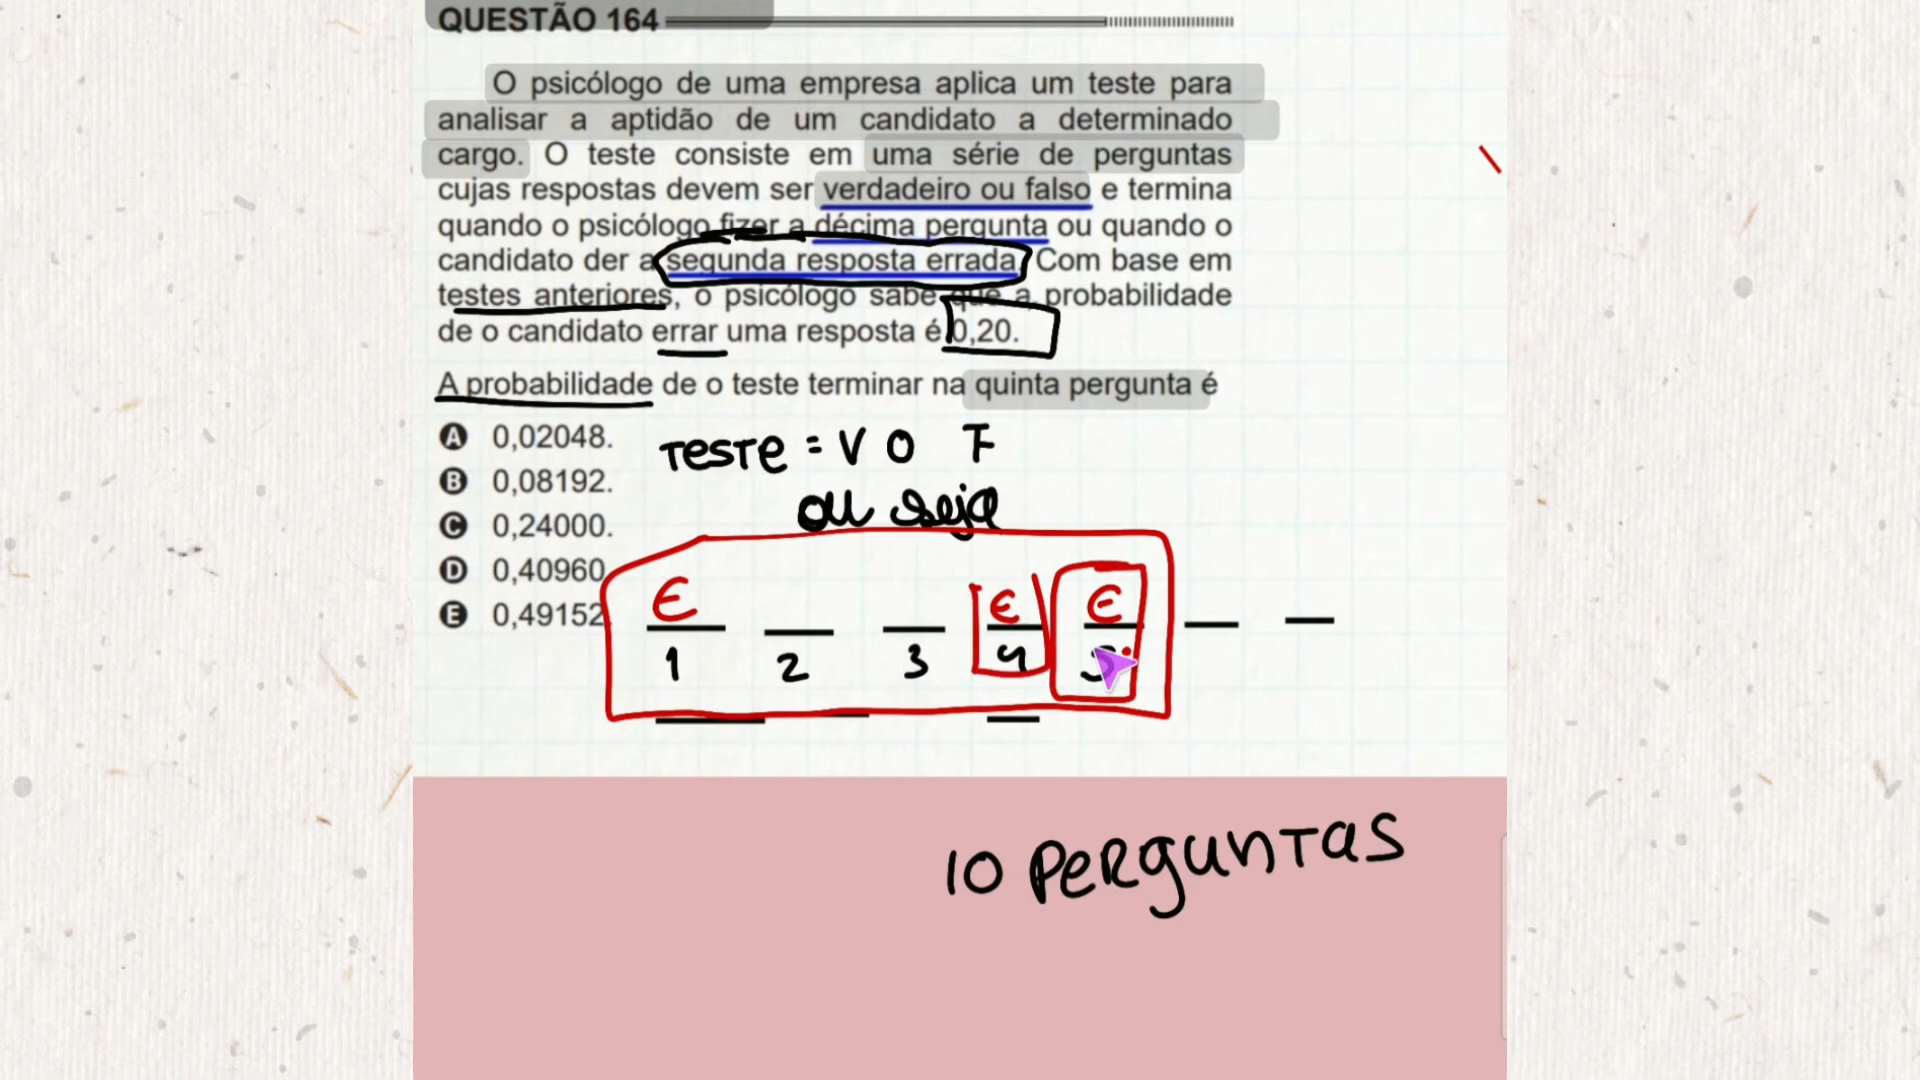 QUESTÃO 164
O psicólogo de uma empresa aplica um teste para
analisar a aptidão de um candidato a determinado
cargo. O teste consiste em uma série de perguntas
cujas respostas devem ser verdadeiro ou falso e termina
quando o psicólogo fizer a décima pergunta ou quando o
candidato der a segunda resposta errada. Com base em
testes anteriores, o psicólogo sabe que a probabilidade
de o candidato errar uma resposta é 0,20.
A probabilidade de o teste terminar na quinta pergunta é
A 0,02048.
B 0,08192.
C 0,24000.
D 0,40960
E 0,49152
TESTE = V O F
ou seja
E E E
1 2 3 4 5
10 PERGUNTAS